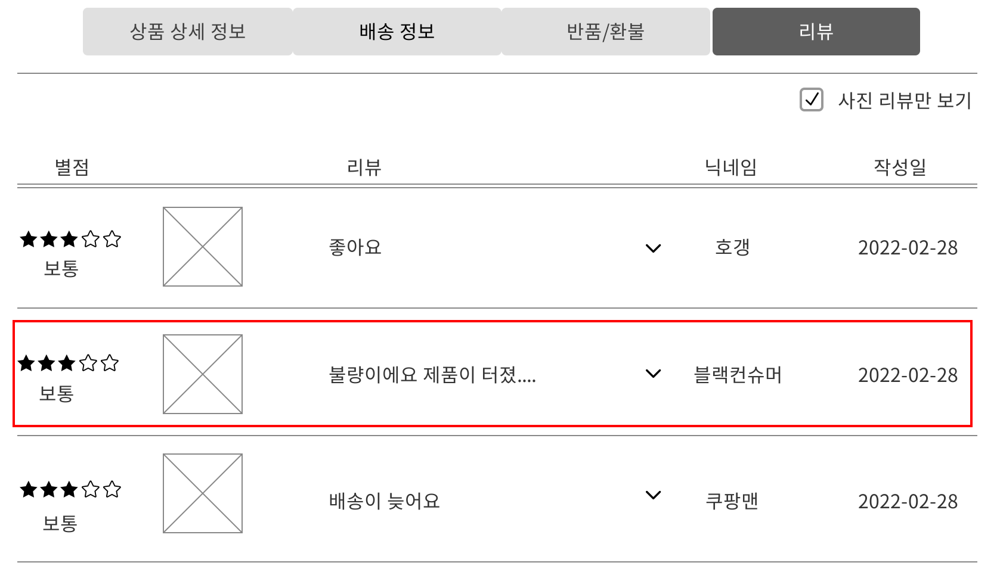 상품 상세 정보 배송 정보 반품/환불 리뷰
사진 리뷰만 보기
별점 리뷰 닉네임 작성일
좋아요 호갱 2022-02-28
보통
불량이에요 제품이 터졌.... 블랙컨슈머 2022-02-28
보통
배송이 늦어요 쿠팡맨 2022-02-28
보통